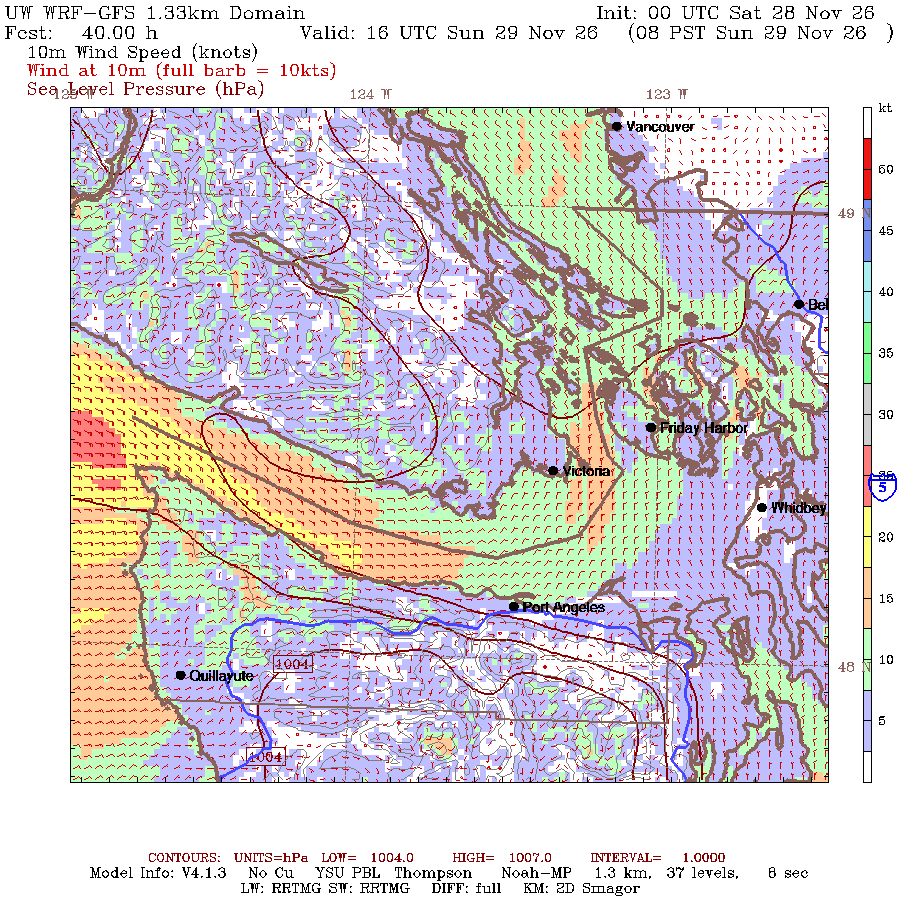 UW WRF-GFS 1.33km Domain Init: 00 UTC Sat 28 Nov 26
Fcst: 40.00 h Valid: 16 UTC Sun 29 Nov 26 (08 PST Sun 29 Nov 26 )
10m Wind Speed (knots)
Wind at 10m (full barb = 10kts)
Sea Level Pressure (hPa)
125 W 124 W 123 W
kt
Vancouver
60
49 N
45
40
Bel
35
30
Friday Harbor
Victoria
25
5
Whidbey
20
15
Port Angeles
10
1004
48 N
Quillayute
5
1004
CONTOURS: UNITS=hPa LOW= 1004.0 HIGH= 1007.0 INTERVAL= 1.0000
Model Info: V4.1.3 No Cu YSU PBL Thompson Noah-MP 1.3 km, 37 levels, 8 sec
LW: RRTMG SW: RRTMG DIFF: full KM: 2D Smagor